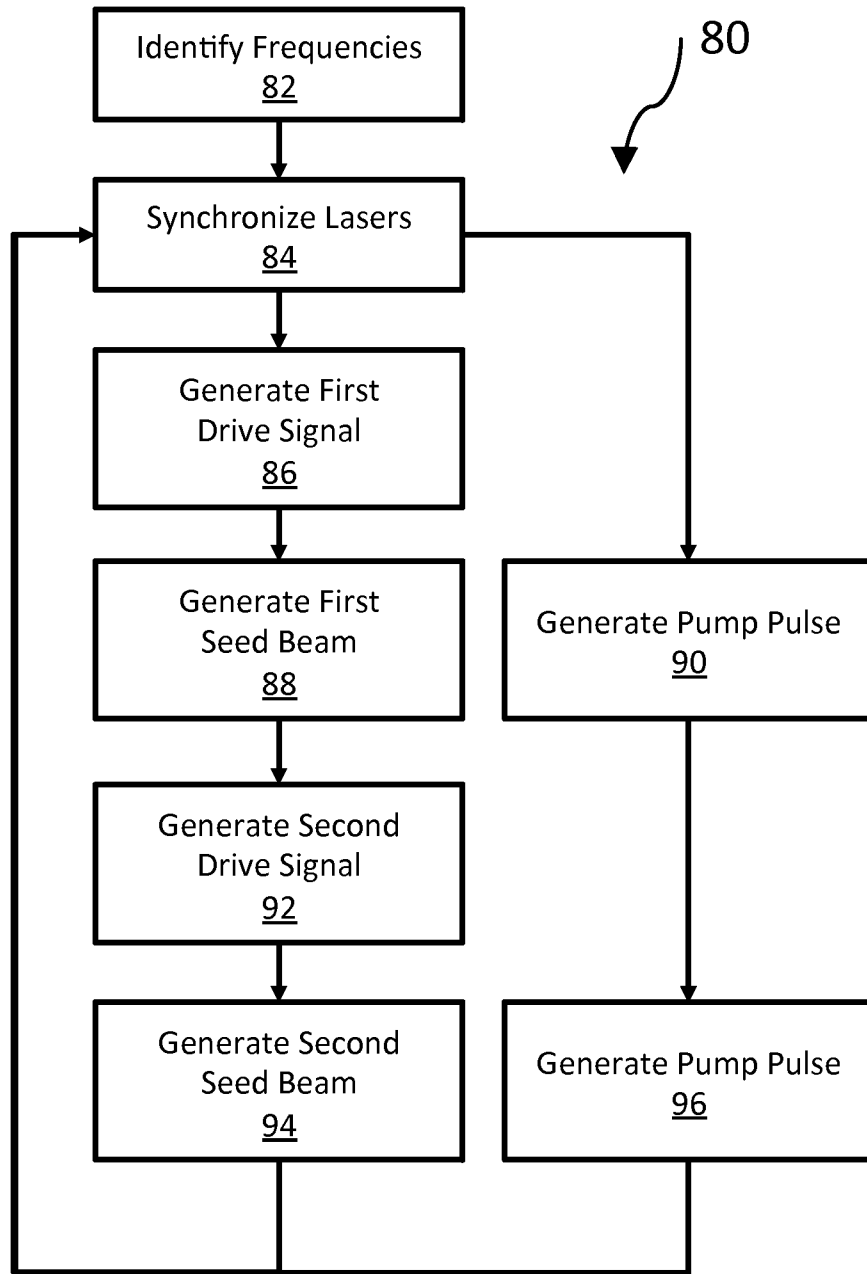 Identify Frequencies
82
80
Synchronize Lasers
84
Generate First
Drive Signal
86
Generate First
Seed Beam
88
Generate Pump Pulse
90
Generate Second
Drive Signal
92
Generate Second
Seed Beam
94
Generate Pump Pulse
96